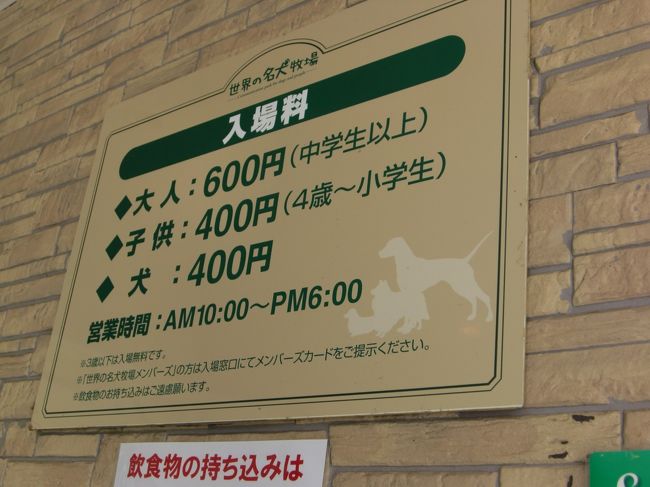 世界の名犬牧場
入場料
◆大人：600円（中学生以上）
◆子供：400円（4歳〜小学生）
◆犬　：400円
営業時間：AM10:00〜PM6:00
※3歳以下は入場無料です。
※「世界の名犬牧場メンバーズ」の方は入場窓口にてメンバーズカードをご提示ください。
※飲食物のお持ち込みはご遠慮願います。
飲食物の持ち込みは
&